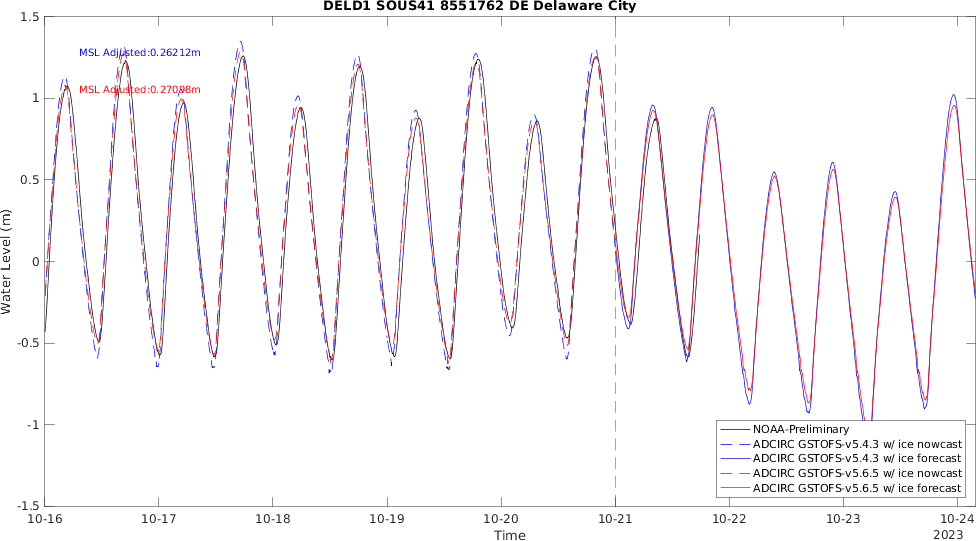 DELD1 SOUS41 8551762 DE Delaware City
1.5
1
0.5
0
-0.5
-1
-1.5
Water Level (m)
MSL Adjusted:0.26212m
MSL Adjusted:0.27098m
NOAA-Preliminary
ADCIRC GSTOFS-v5.4.3 w/ ice nowcast
ADCIRC GSTOFS-v5.4.3 w/ ice forecast
ADCIRC GSTOFS-v5.6.5 w/ ice nowcast
ADCIRC GSTOFS-v5.6.5 w/ ice forecast
10-16 10-17 10-18 10-19 10-20 10-21 10-22 10-23 10-24
Time
2023